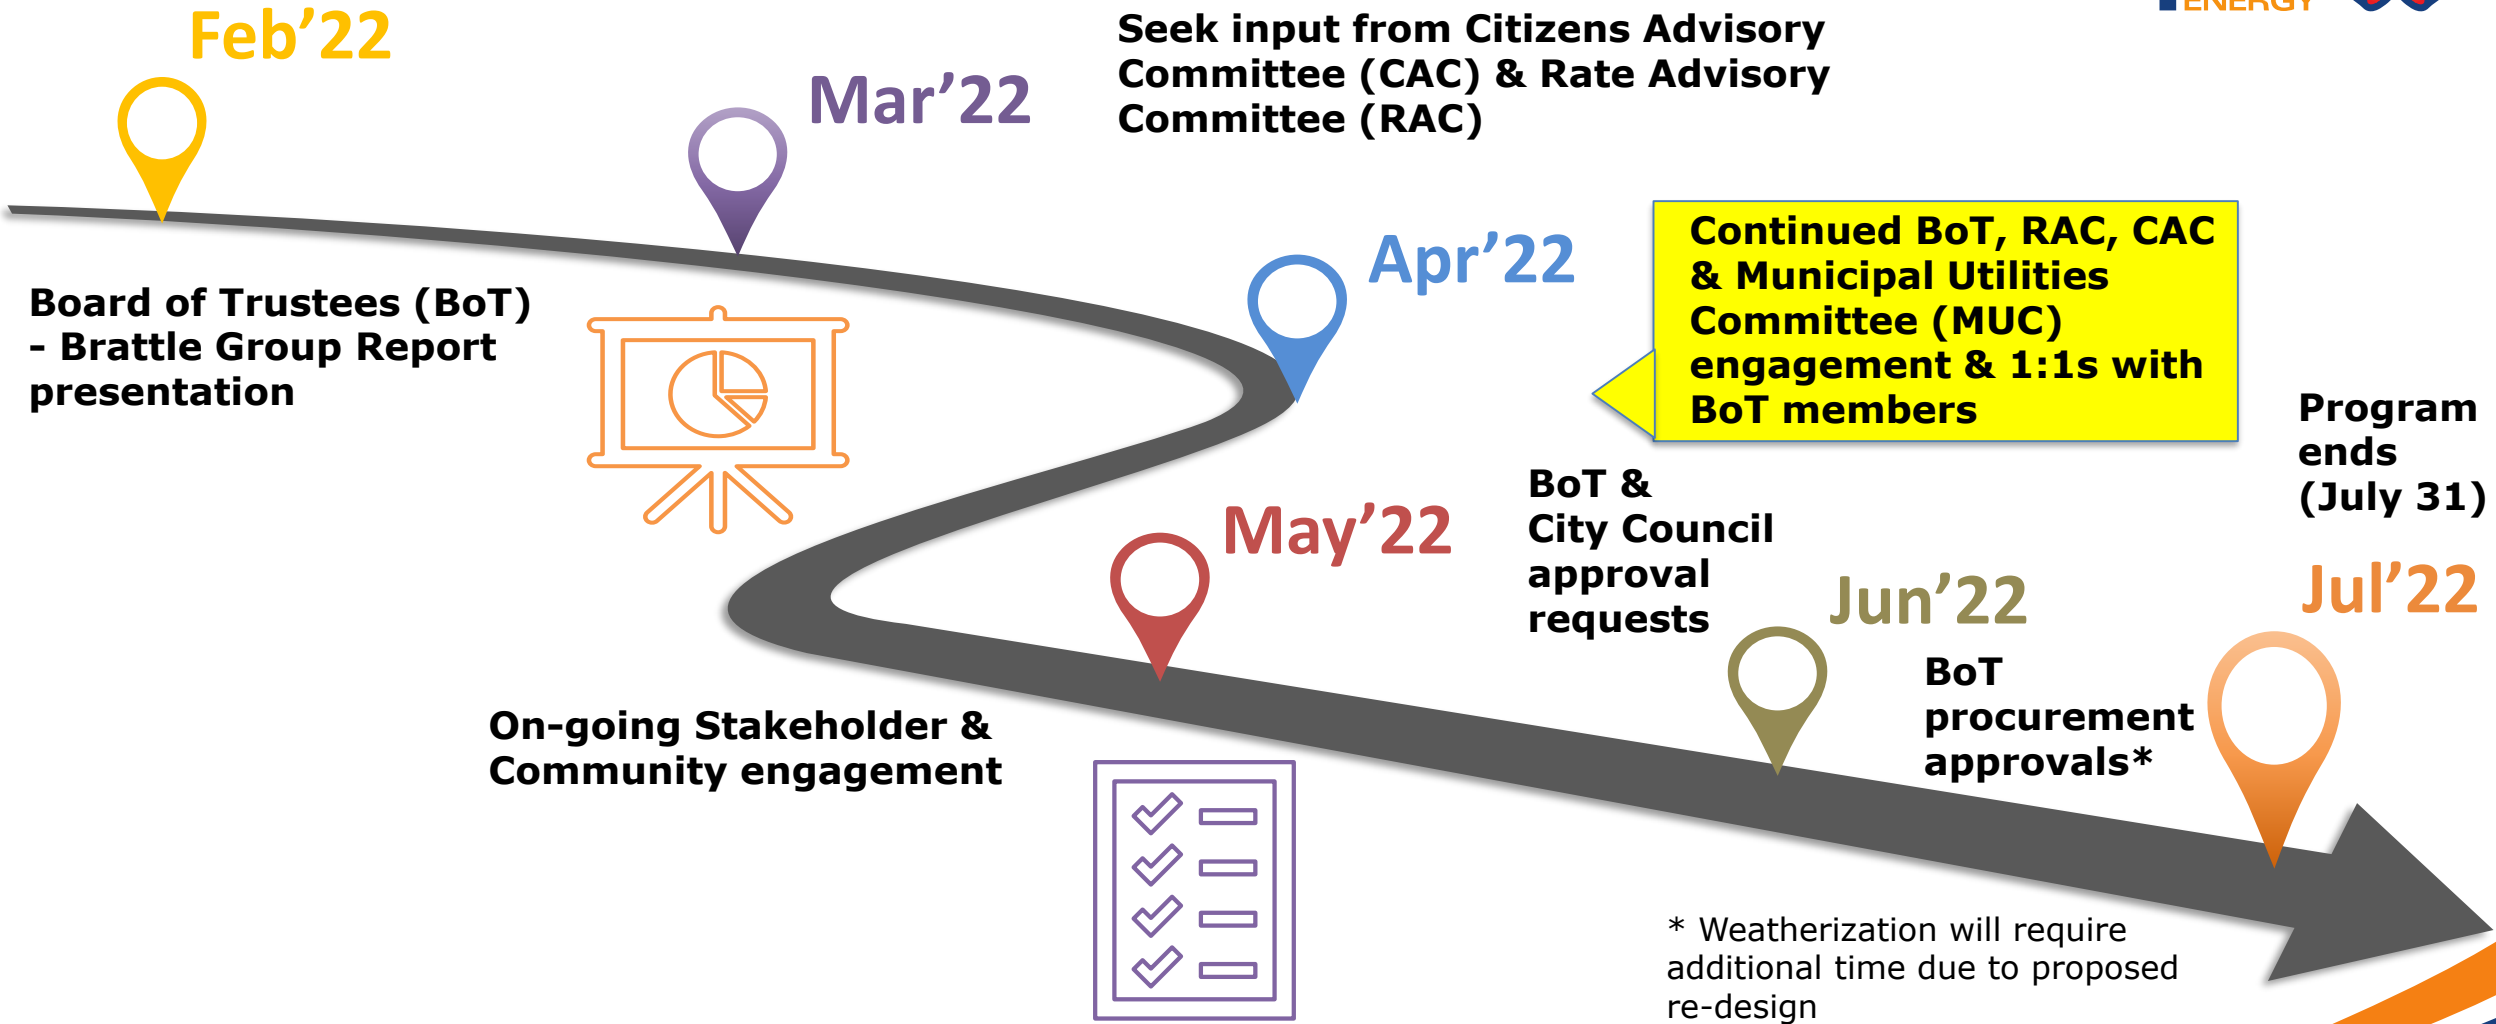 ENERGY
Feb’22
Seek input from Citizens Advisory
Committee (CAC) & Rate Advisory
Committee (RAC)
Mar’22
Board of Trustees (BoT)
- Brattle Group Report
presentation
Apr’22
Continued BoT, RAC, CAC
& Municipal Utilities
Committee (MUC)
engagement & 1:1s with
BoT members
Program
ends
(July 31)
May’22
BoT &
City Council
approval
requests
Jun’22
Jul’22
BoT
procurement
approvals*
On-going Stakeholder &
Community engagement
* Weatherization will require
additional time due to proposed
re-design